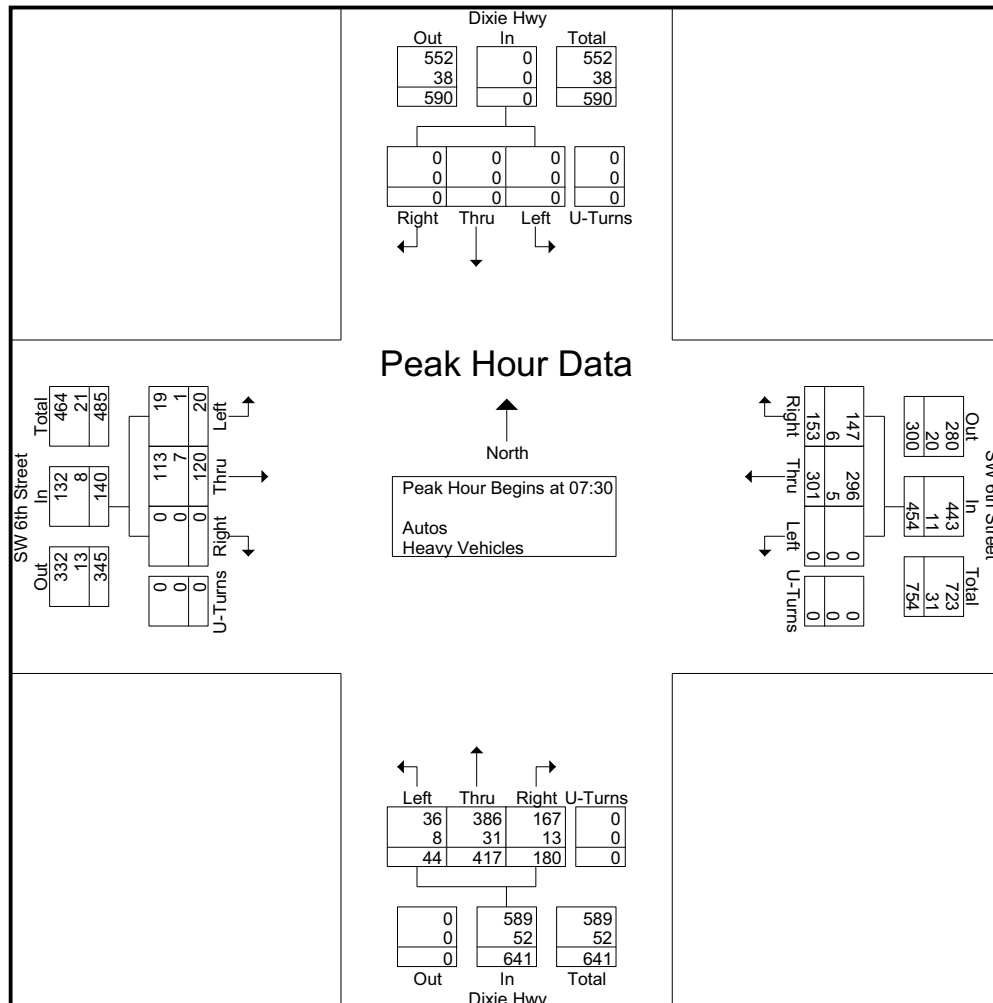 Dixie Hwy
Out In Total
552 0 552
38 0 38
590 0 590
0 0 0 0
0 0 0 0
0 0 0 0
Right Thru Left U-Turns
Peak Hour Data
North
Peak Hour Begins at 07:30
Autos
Heavy Vehicles
SW 6th Street
Out In Total
332 132 464
13 8 21
345 140 485
Left Thru Right U-Turns
19 113 0 0
1 7 0 0
20 120 0 0
Right Thru Left U-Turns
147 296 0 0
6 5 0 0
153 301 0 0
SW 6th Street
Out In Total
280 443 723
20 11 31
300 454 754
Left Thru Right U-Turns
36 386 167 0
8 31 13 0
44 417 180 0
0 589 589
0 52 52
0 641 641
Out In Total
Dixie Hwy